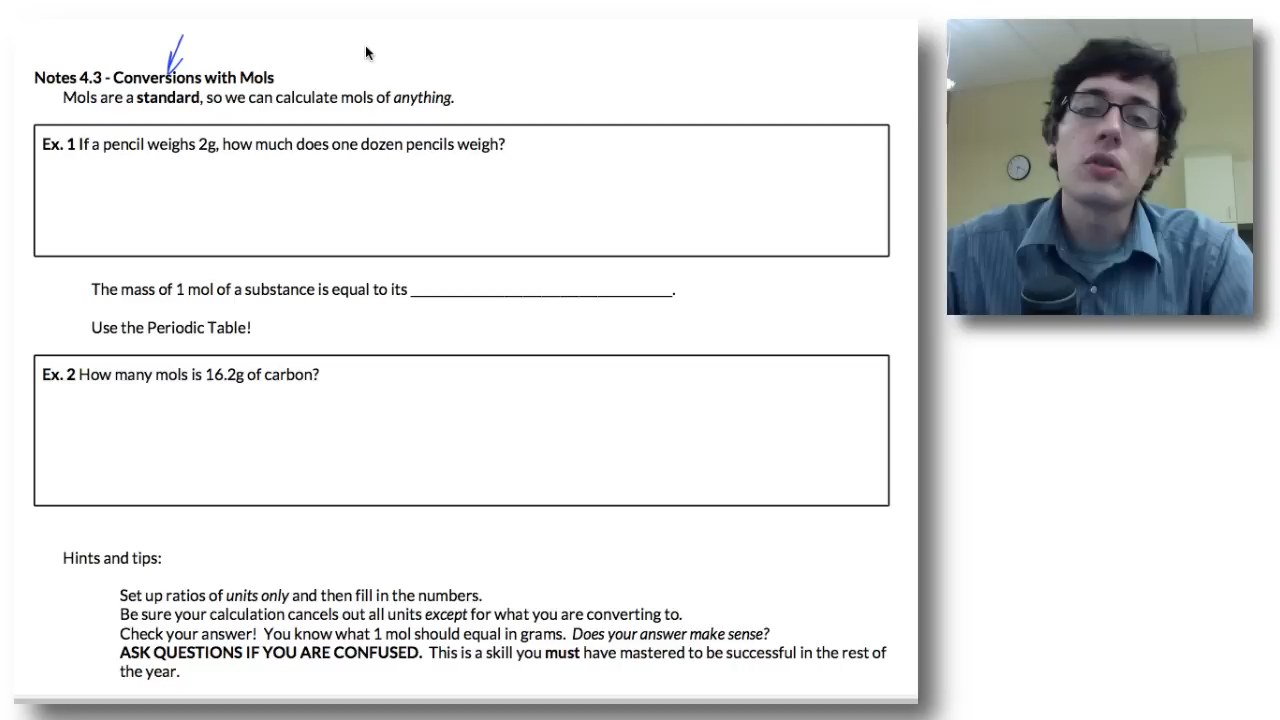 Notes 4.3 - Conversions with Mols
Mols are a standard, so we can calculate mols of anything.
Ex. 1 If a pencil weighs 2g, how much does one dozen pencils weigh?
The mass of 1 mol of a substance is equal to its ______________________________.
Use the Periodic Table!
Ex. 2 How many mols is 16.2g of carbon?
Hints and tips:
Set up ratios of units only and then fill in the numbers.
Be sure your calculation cancels out all units except for what you are converting to.
Check your answer!  You know what 1 mol should equal in grams.  Does your answer make sense?
ASK QUESTIONS IF YOU ARE CONFUSED.  This is a skill you must have mastered to be successful in the rest of
the year.